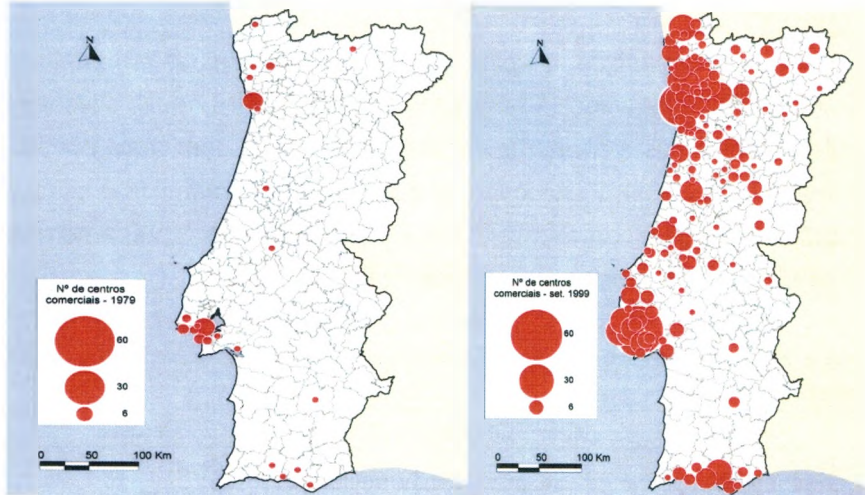 N
Nº de centros
comerciais - 1979
60
30
6
0 50 100 Km
N
Nº de centros
comerciais - set. 1999
60
30
6
0 50 100 Km